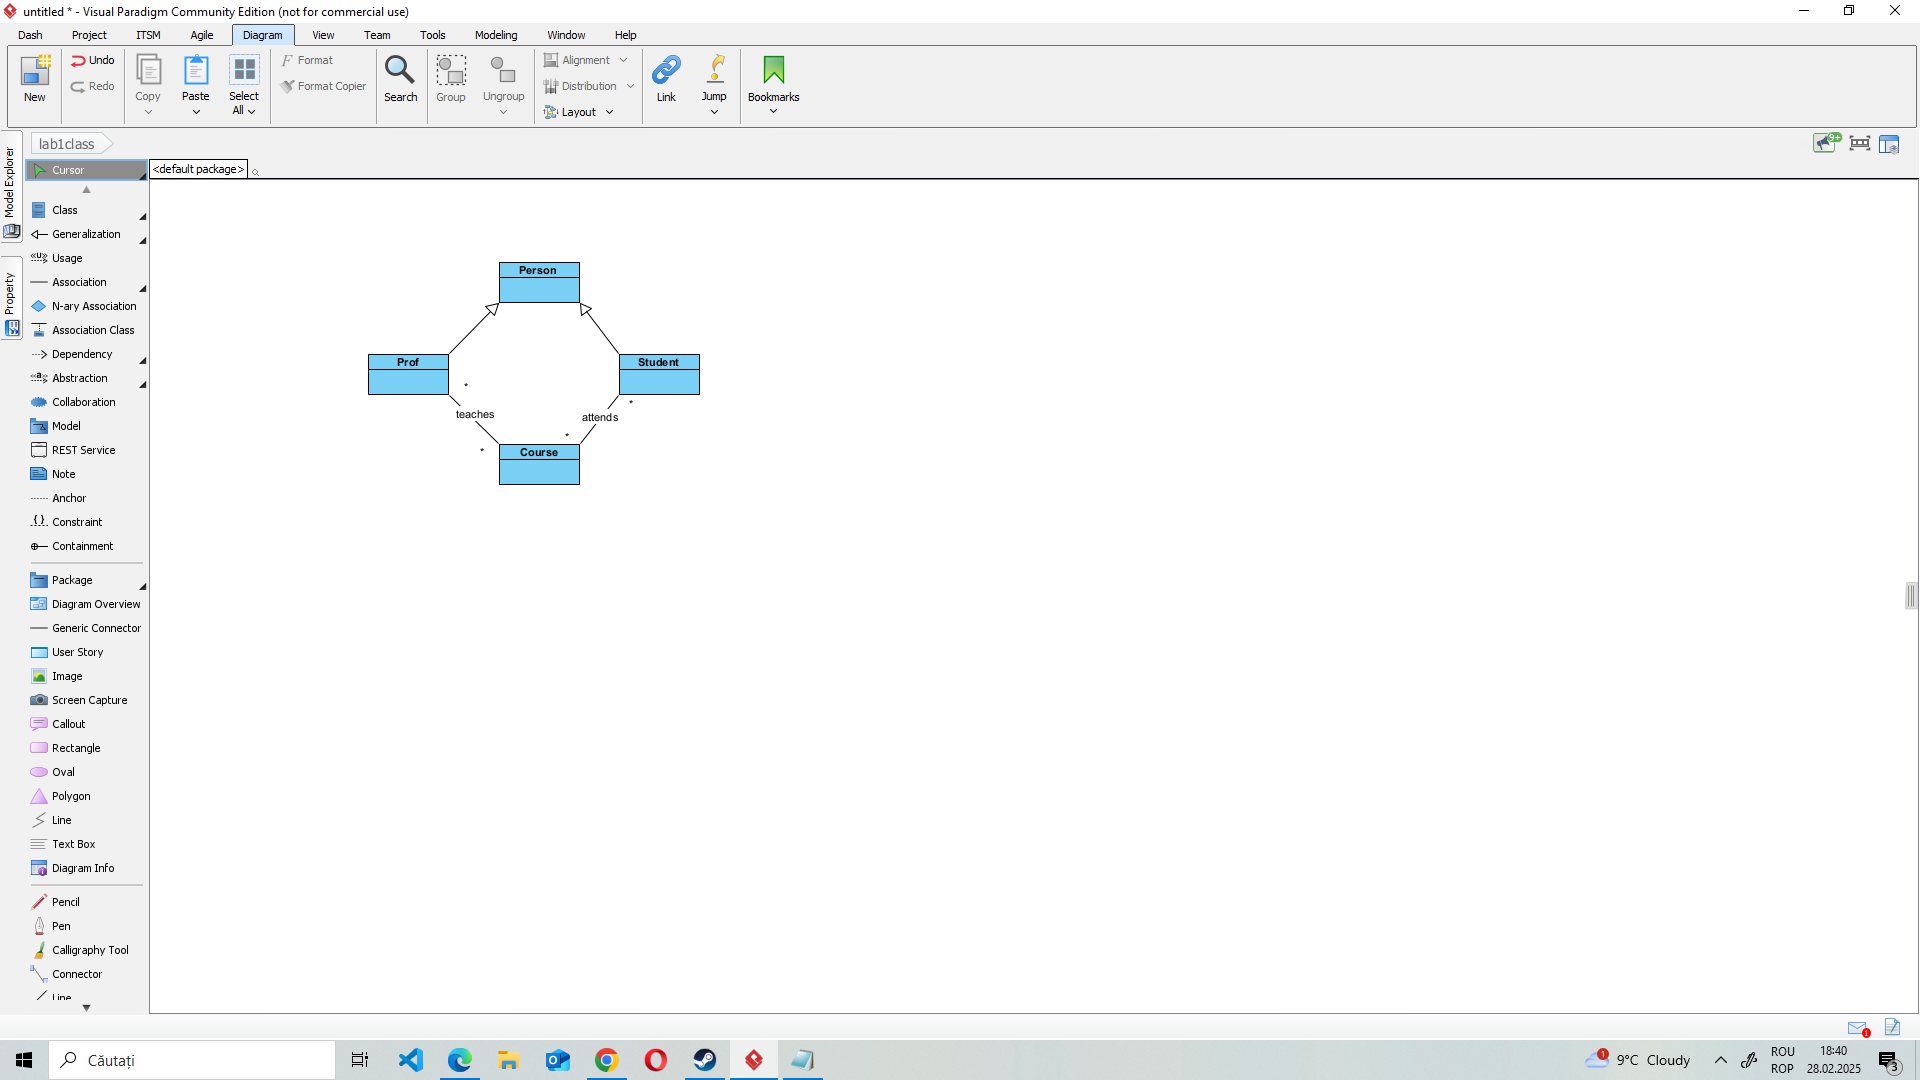 untitled * - Visual Paradigm Community Edition (not for commercial use)
Dash Project ITSM Agile Diagram View Team Tools Modeling Window Help
New
Undo
Redo
Copy
Paste
Select
All
Format
Format Copier
Search
Group
Ungroup
Alignment
Distribution
Layout
Link
Jump
Bookmarks
lab1class
9+
Model Explorer
Property
Cursor
<default package>
Class
Generalization
Usage
Association
N-ary Association
Association Class
Dependency
Abstraction
Collaboration
Model
REST Service
Note
Anchor
Constraint
Containment
Package
Diagram Overview
Generic Connector
User Story
Image
Screen Capture
Callout
Rectangle
Oval
Polygon
Line
Text Box
Diagram Info
Pencil
Pen
Calligraphy Tool
Connector
Line
Person
Prof
Student
*
*
teaches
attends
*
*
Course
1
Căutați
1
9°C Cloudy
ROU
ROP
18:40
28.02.2025
3